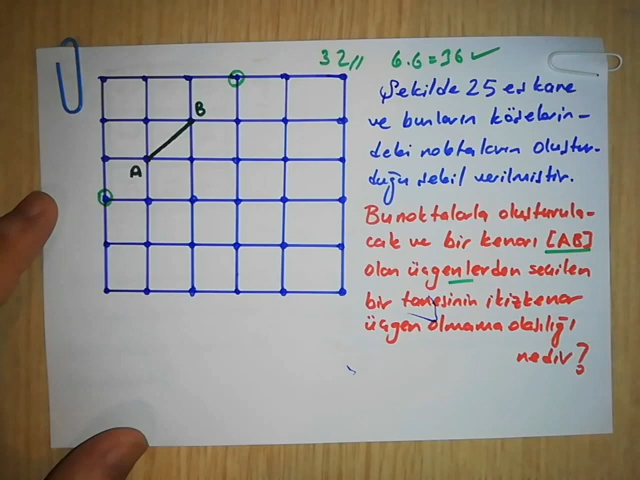 32// 6.6=36 ✓
Şekilde 25 eş kare
ve bunların köşelerin-
deki noktaların oluştur-
duğu şekil verilmiştir.
Bu noktalarla oluşturula-
cak ve bir kenarı [AB]
olan üçgenlerden seçilen
bir tanesinin ikizkenar
üçgen olmama olasılığı
nedir?
B
A